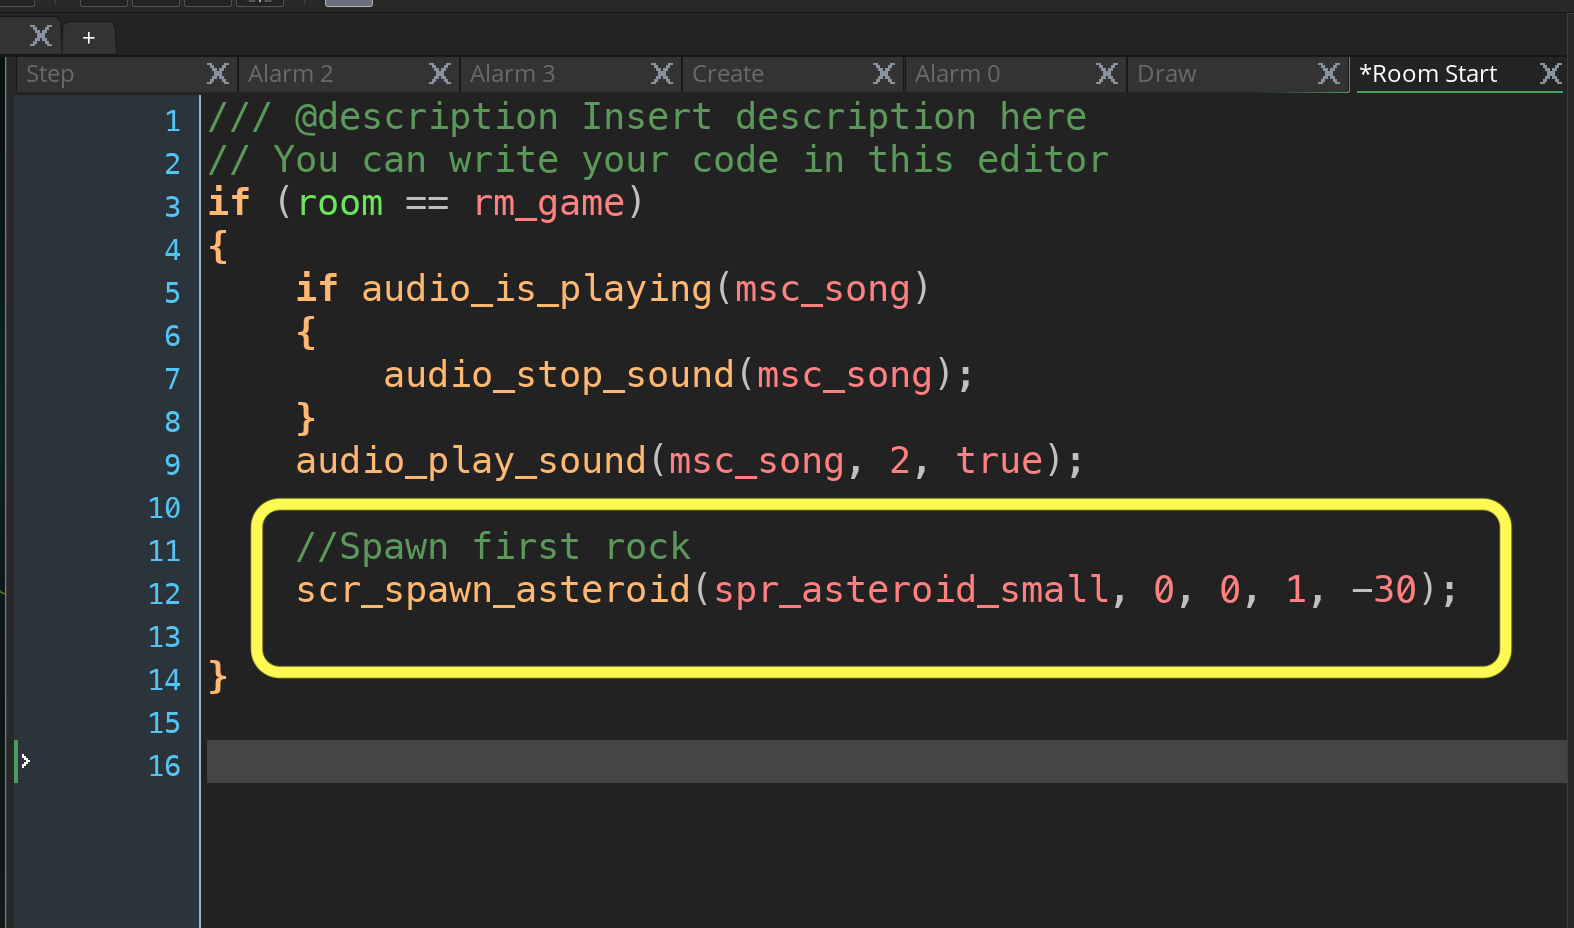 +
Step Alarm 2 Alarm 3 Create Alarm 0 Draw *Room Start
1 /// @description Insert description here
2 // You can write your code in this editor
3 if (room == rm_game)
4 {
5 if audio_is_playing(msc_song)
6 {
7 audio_stop_sound(msc_song);
8 }
9 audio_play_sound(msc_song, 2, true);
10
11 //Spawn first rock
12 scr_spawn_asteroid(spr_asteroid_small, 0, 0, 1, -30);
13
14 }
15
16